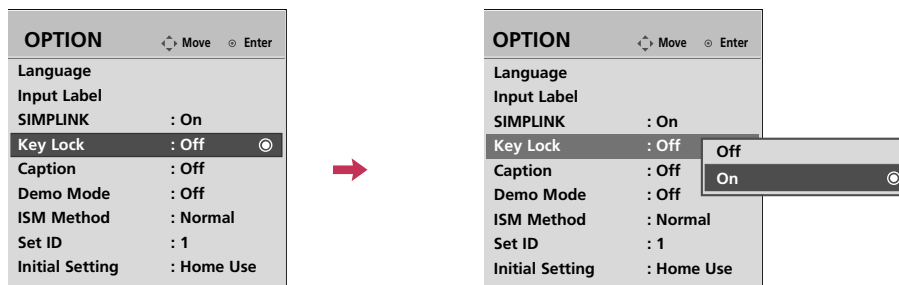 OPTION Move Enter
Language
Input Label
SIMPLINK : On
Key Lock : Off
Caption : Off
Demo Mode : Off
ISM Method : Normal
Set ID : 1
Initial Setting : Home Use
OPTION Move Enter
Language
Input Label
SIMPLINK : On
Key Lock : Off
Caption : Off
Demo Mode : Off
ISM Method : Normal
Set ID : 1
Initial Setting : Home Use
Off
On